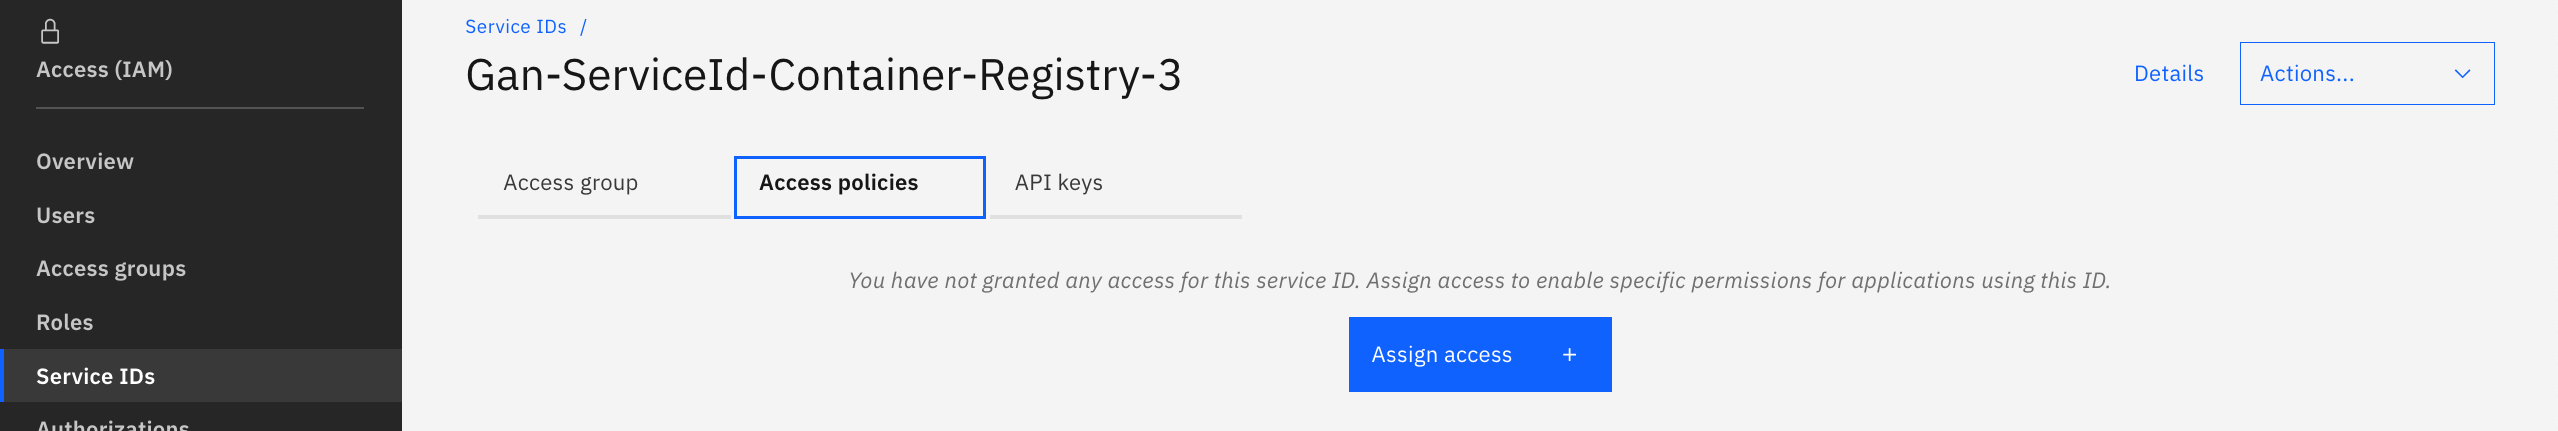 Access (IAM)
Overview
Users
Access groups
Roles
Service IDs
Authorizations
Service IDs /
Gan-ServiceId-Container-Registry-3
Details
Actions...
Access group
Access policies
API keys
You have not granted any access for this service ID. Assign access to enable specific permissions for applications using this ID.
Assign access +